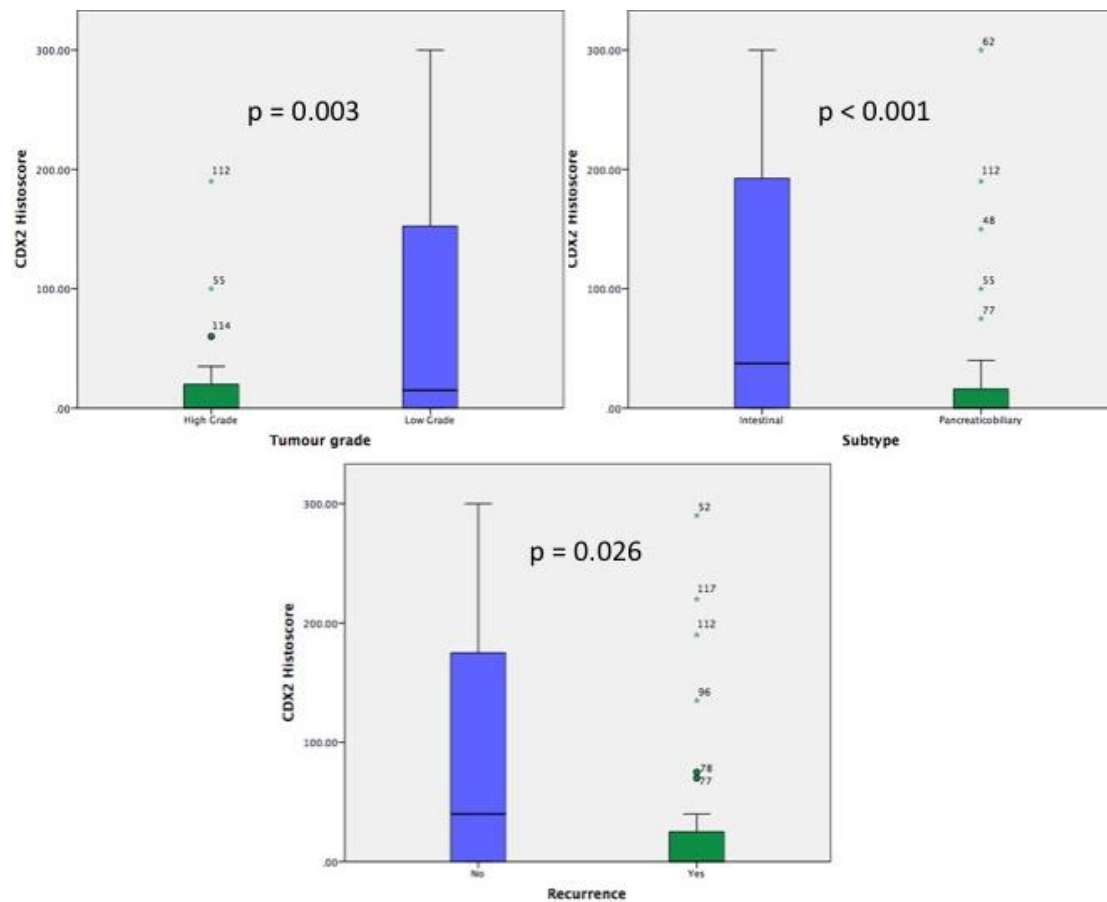 CDX2 Histoscore
300.00
200.00
100.00
.00
p = 0.003
112
55
114
High Grade
Low Grade
Tumour grade
CDX2 Histoscore
300.00
200.00
100.00
.00
p < 0.001
62
112
48
55
77
Intestinal
Pancreaticobiliary
Subtype
CDX2 Histoscore
300.00
200.00
100.00
.00
p = 0.026
52
117
112
96
78
77
No
Yes
Recurrence